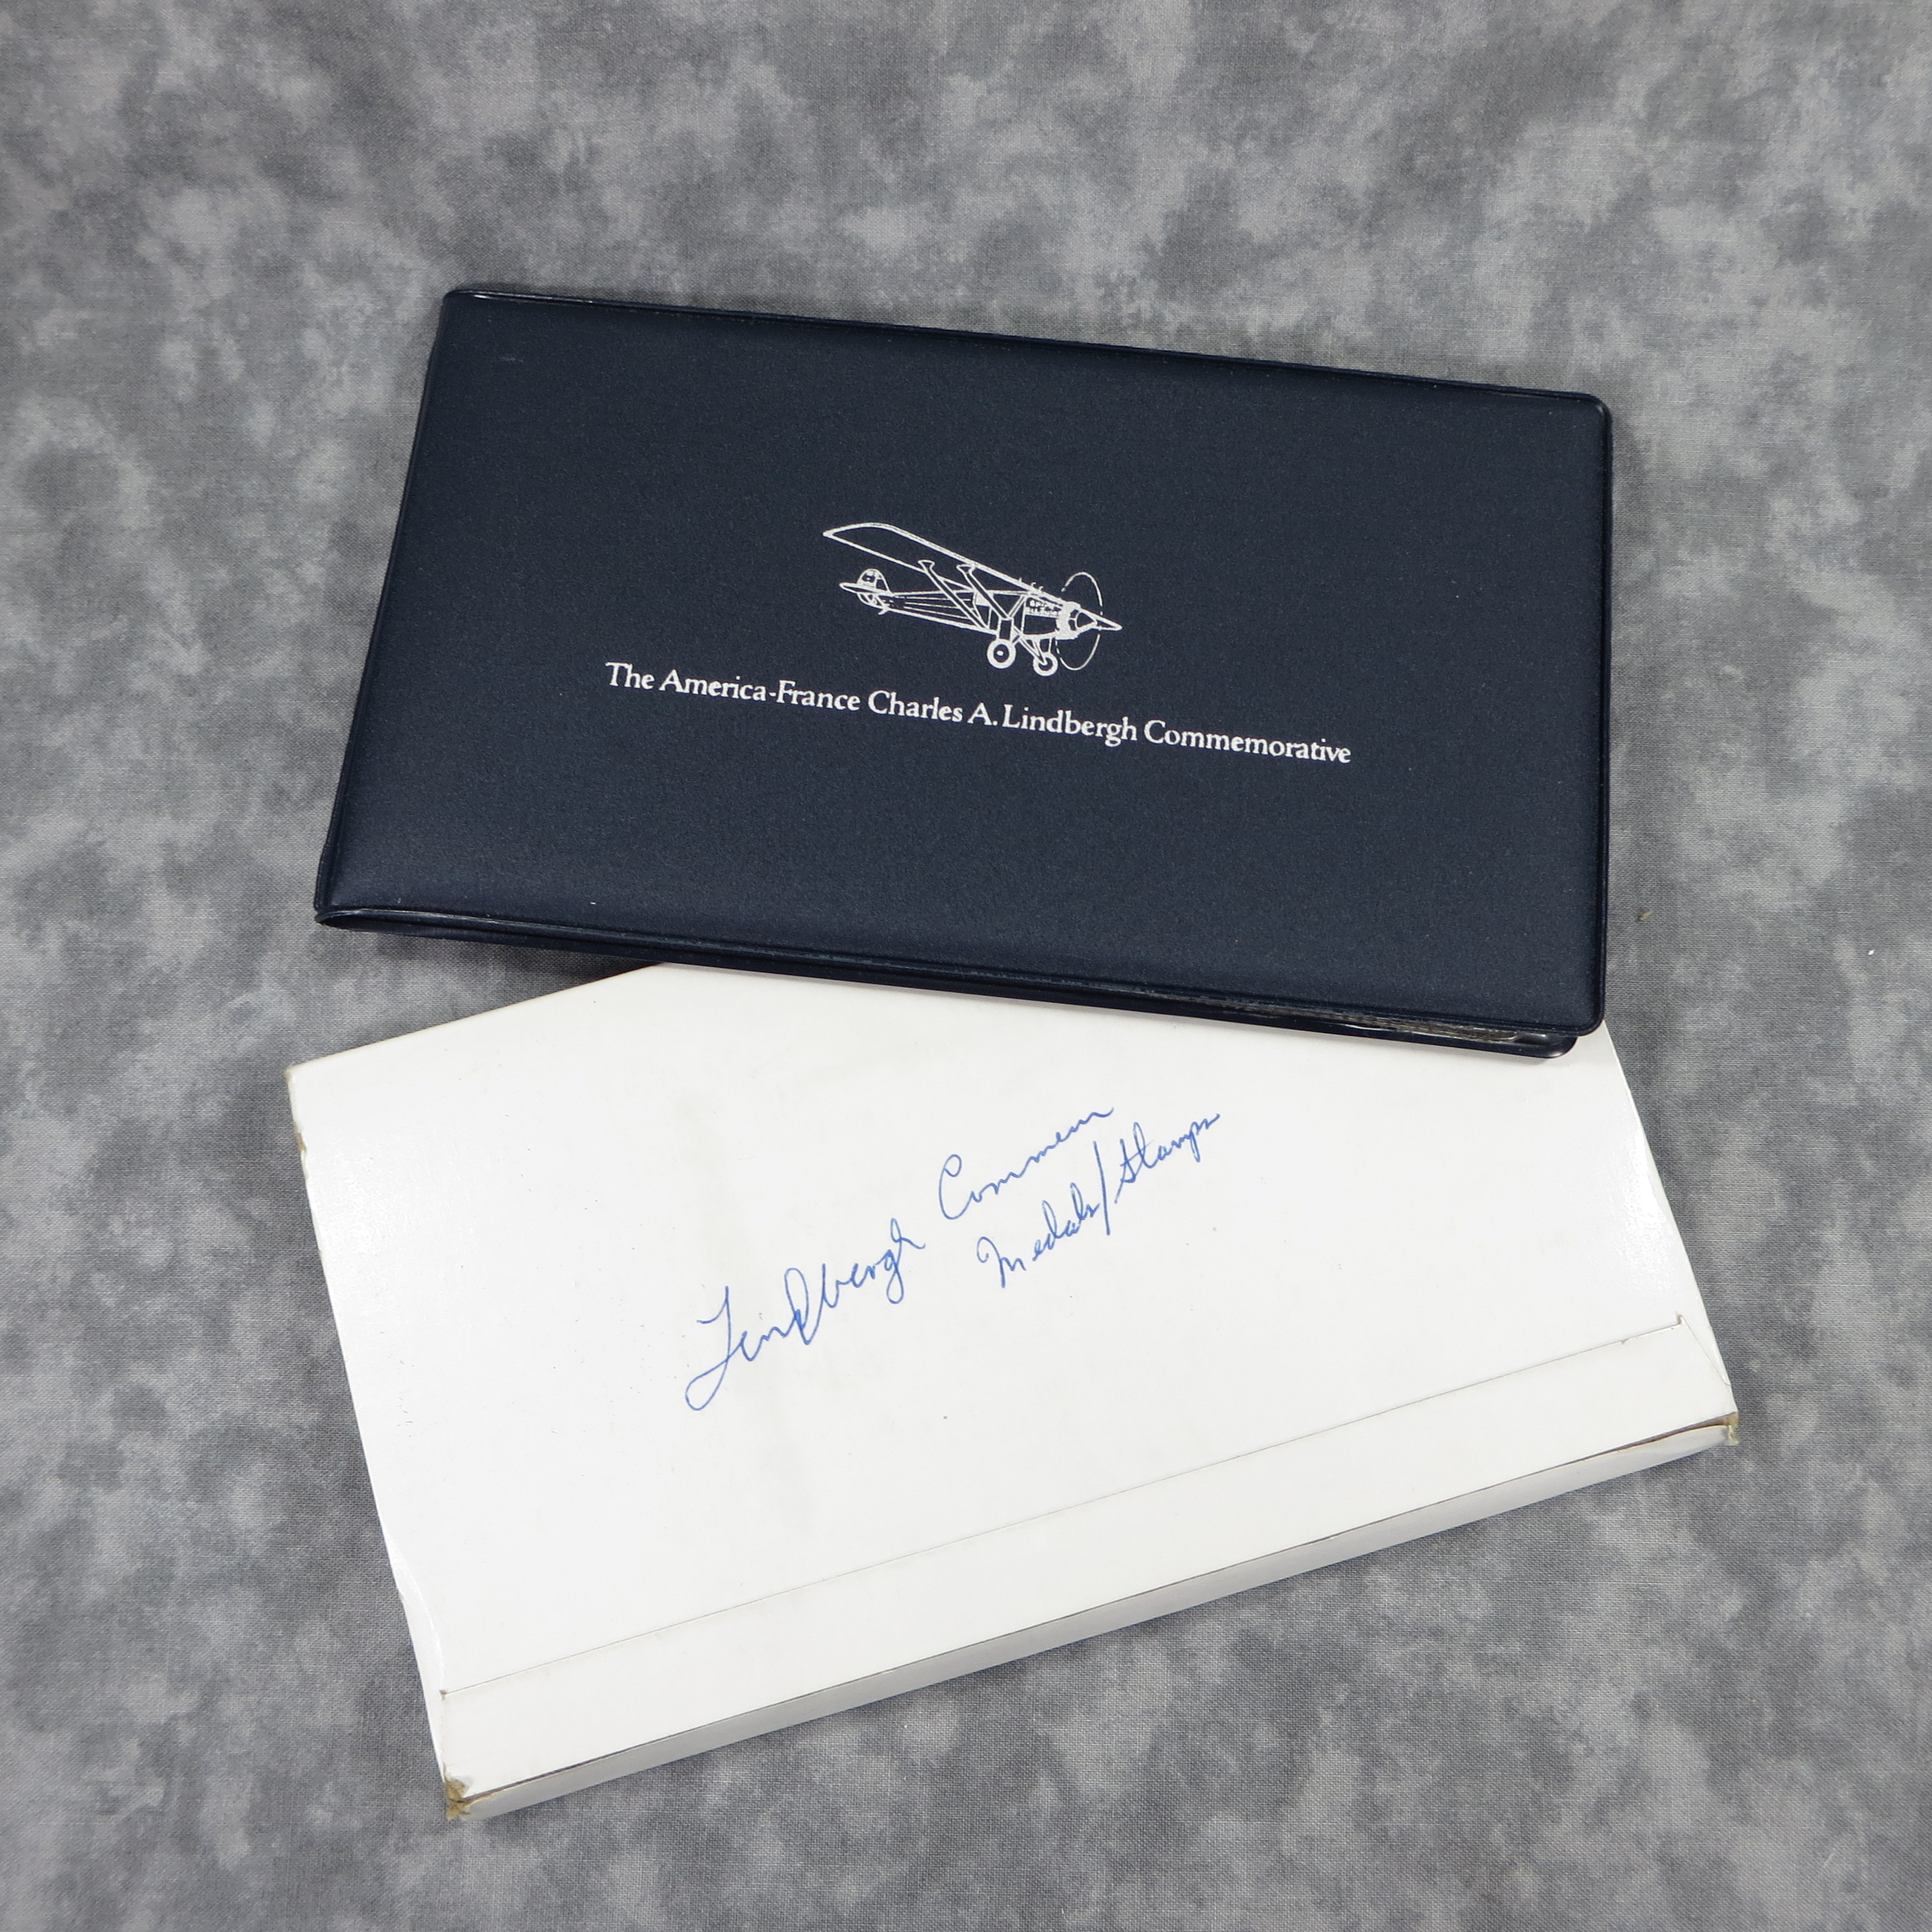 The America-France Charles A. Lindbergh Commemorative
Lindbergh Commem
Medals/Stamps